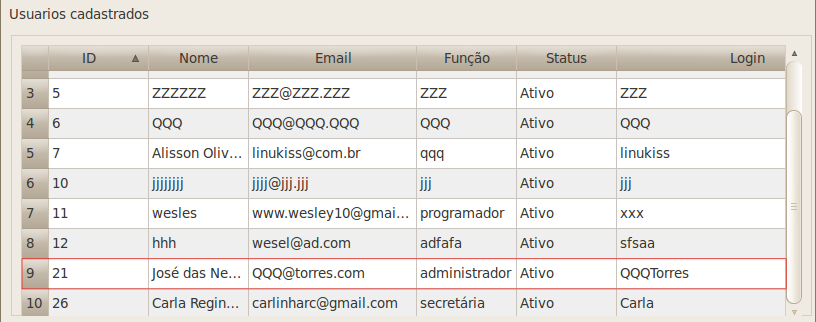 Usuarios cadastrados
ID Nome Email Função Status Login
3 5 ZZZZZZ ZZZ@ZZZ.ZZZ ZZZ Ativo ZZZ
4 6 QQQ QQQ@QQQ.QQQ QQQ Ativo QQQ
5 7 Alisson Oliv... linukiss@com.br qqq Ativo linukiss
6 10 jjjjjjjjj jjjj@jjj.jjj jjj Ativo jjj
7 11 wesles www.wesley10@gmai... programador Ativo xxx
8 12 hhh wesel@ad.com adfafa Ativo sfsaa
9 21 José das Ne... QQQ@torres.com administrador Ativo QQQTorres
10 26 Carla Regin... carlinharc@gmail.com secretária Ativo Carla